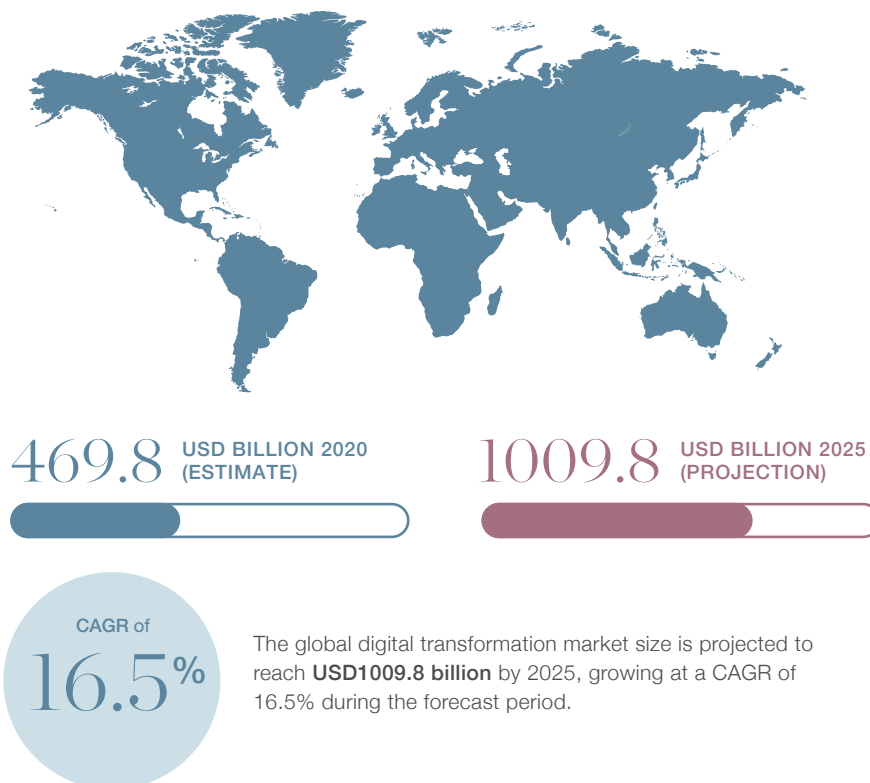 469.8
USD BILLION 2020
(ESTIMATE)
1009.8
USD BILLION 2025
(PROJECTION)
CAGR of
16.5%
The global digital transformation market size is projected to
reach USD1009.8 billion by 2025, growing at a CAGR of
16.5% during the forecast period.